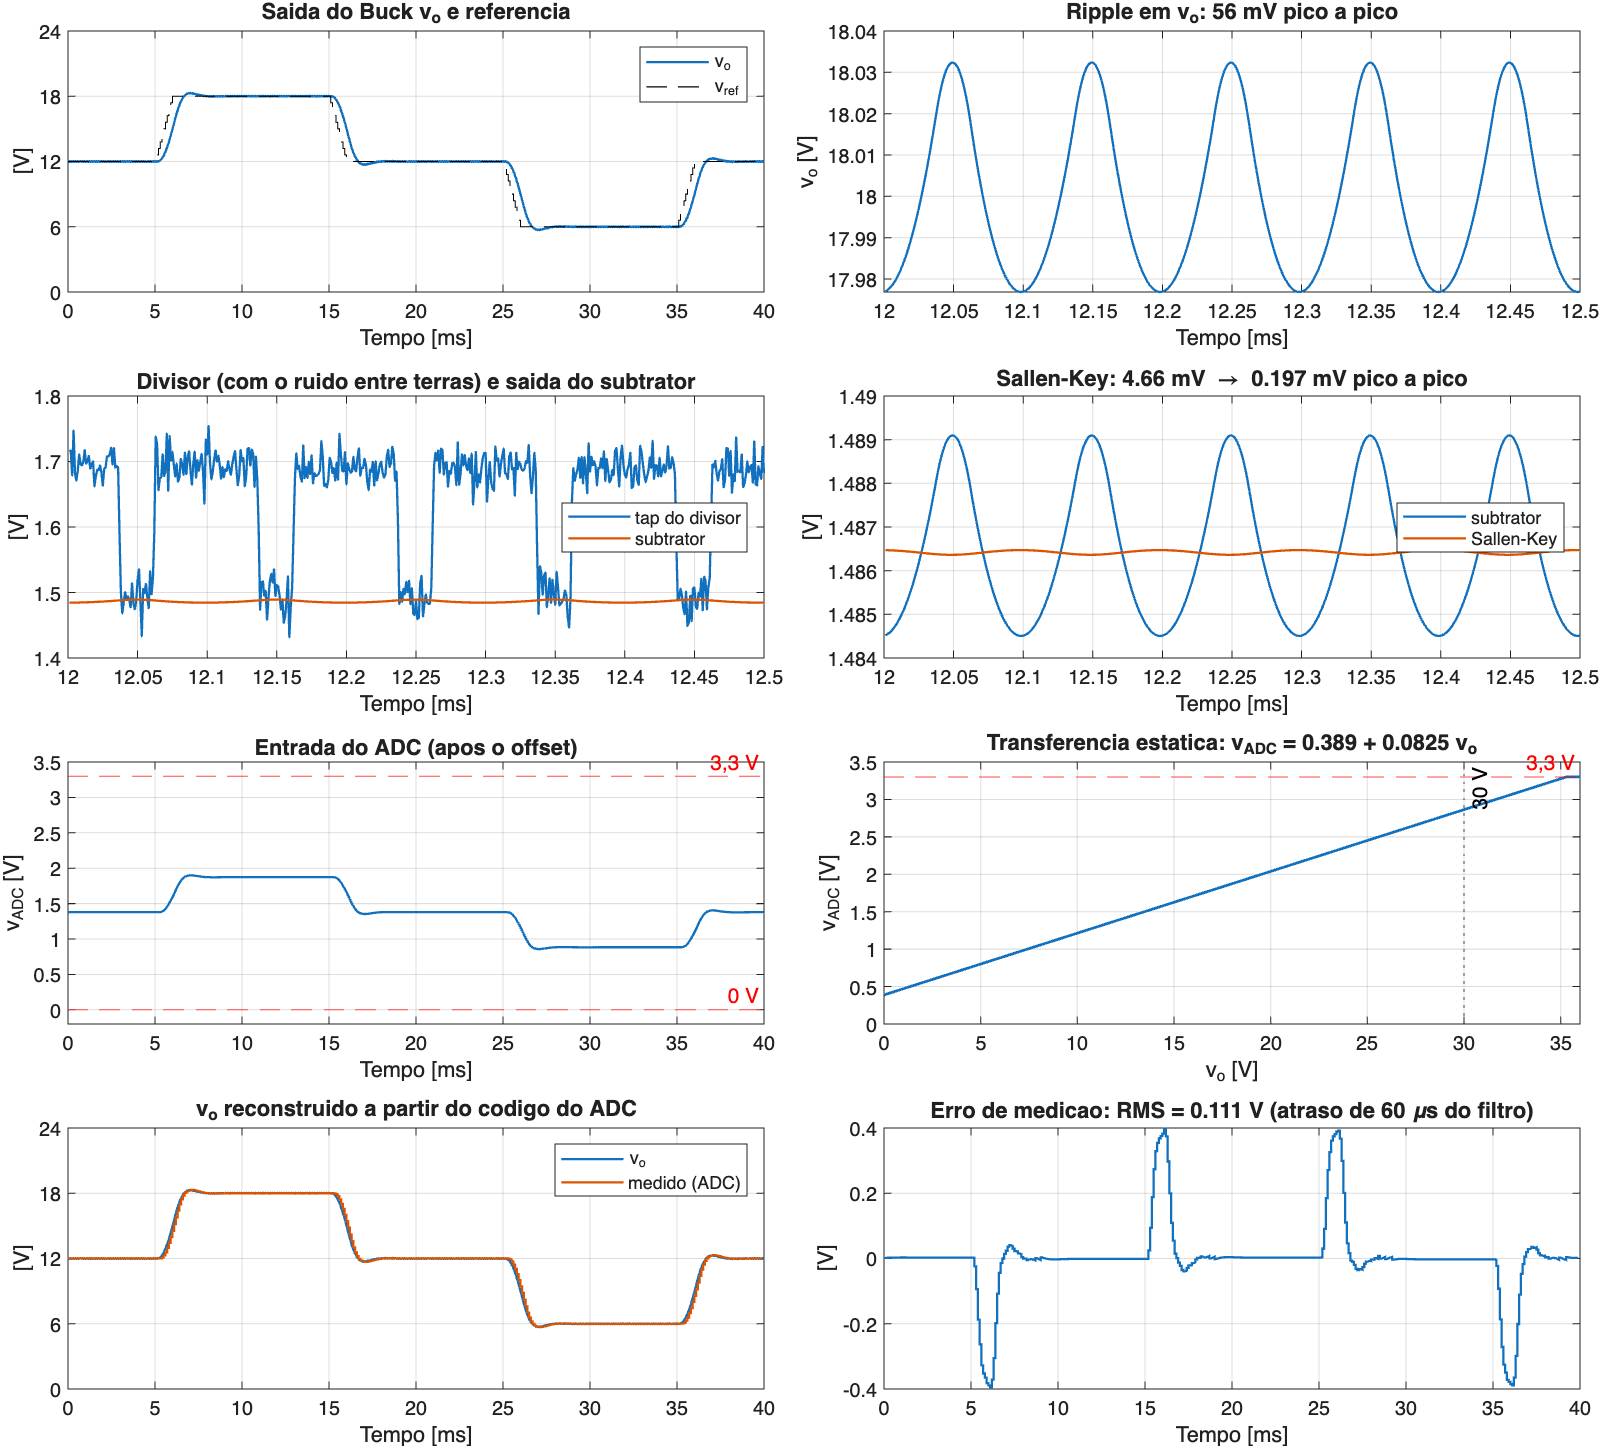 Saida do Buck vo e referencia
24
18
12
6
0
[V]
vo
vref
0 5 10 15 20 25 30 35 40
Tempo [ms]
Ripple em vo: 56 mV pico a pico
18.04
18.03
18.02
18.01
18
17.99
17.98
vo [V]
12 12.05 12.1 12.15 12.2 12.25 12.3 12.35 12.4 12.45 12.5
Tempo [ms]
Divisor (com o ruido entre terras) e saida do subtrator
1.8
1.7
1.6
1.5
1.4
[V]
tap do divisor
subtrator
12 12.05 12.1 12.15 12.2 12.25 12.3 12.35 12.4 12.45 12.5
Tempo [ms]
Sallen-Key: 4.66 mV → 0.197 mV pico a pico
1.49
1.489
1.488
1.487
1.486
1.485
1.484
[V]
subtrator
Sallen-Key
12 12.05 12.1 12.15 12.2 12.25 12.3 12.35 12.4 12.45 12.5
Tempo [ms]
Entrada do ADC (apos o offset)
3.5
3
2.5
2
1.5
1
0.5
0
vADC [V]
3,3 V
0 V
0 5 10 15 20 25 30 35 40
Tempo [ms]
Transferencia estatica: vADC = 0.389 + 0.0825 vo
3.5
3
2.5
2
1.5
1
0.5
0
vADC [V]
3,3 V
30 V
0 5 10 15 20 25 30 35
vo [V]
vo reconstruido a partir do codigo do ADC
24
18
12
6
0
[V]
vo
medido (ADC)
0 5 10 15 20 25 30 35 40
Tempo [ms]
Erro de medicao: RMS = 0.111 V (atraso de 60 µs do filtro)
0.4
0.2
0
-0.2
-0.4
[V]
0 5 10 15 20 25 30 35 40
Tempo [ms]